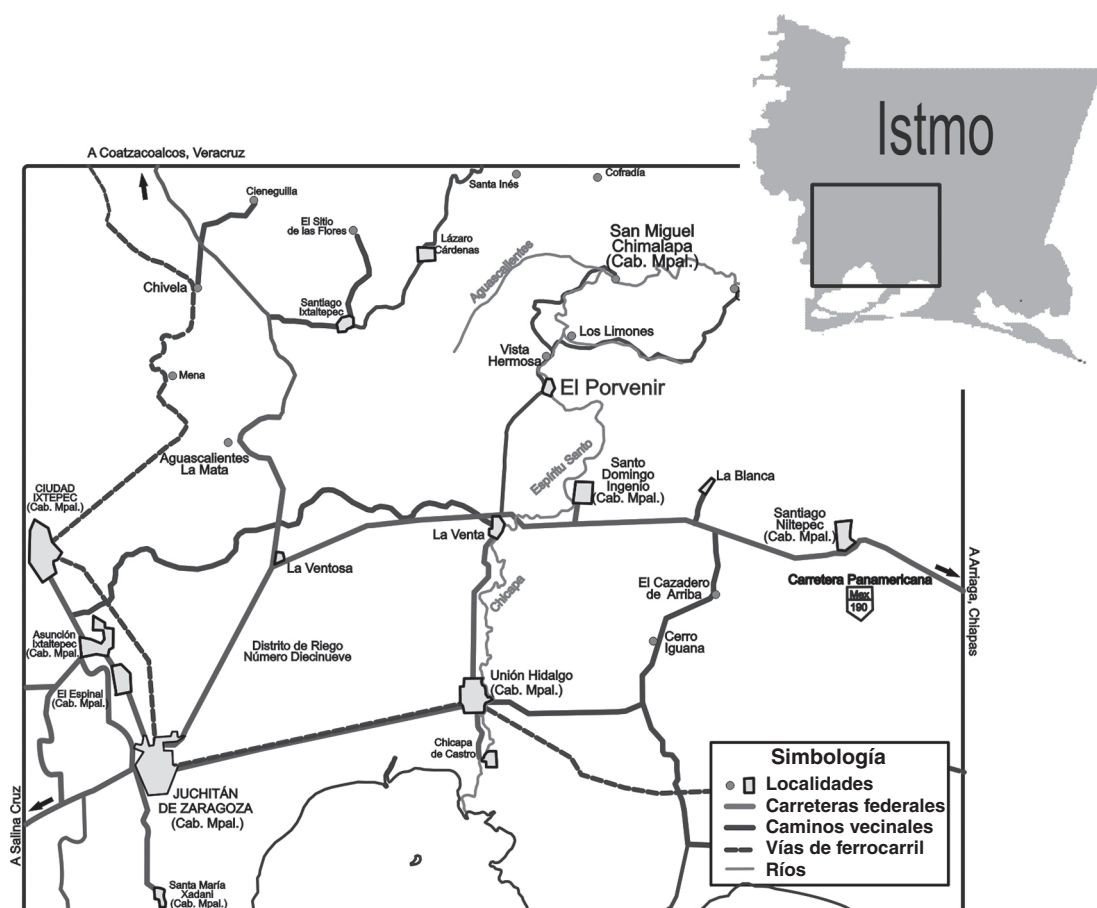 Istmo
A Coatzacoalcos, Veracruz
Santa Inés
Cofradía
Cieneguilla
El Sitio
de las Flores
Lázaro
Cárdenas
San Miguel
Chimalapa
(Cab. Mpal.)
Aguascalientes
Chivela
Santiago
Ixtaltepec
Los Limones
Vista
Hermosa
Mena
El Porvenir
Aguascalientes
La Mata
Espíritu Santo
Santo
Domingo
Ingenio
(Cab. Mpal.)
La Blanca
CIUDAD
IXTEPEC
(Cab. Mpal.)
Santiago
Niltepec
(Cab. Mpal.)
La Venta
La Ventosa
Chicapa
El Cazadero
de Arriba
Carretera Panamericana
Mex
190
A Arriaga, Chiapas
Asunción
Ixtaltepec
(Cab. Mpal.)
Distrito de Riego
Número Diecinueve
Cerro
Iguana
El Espinal
(Cab. Mpal.)
Unión Hidalgo
(Cab. Mpal.)
Chicapa
de Castro
JUCHITÁN
DE ZARAGOZA
(Cab. Mpal.)
A Salina Cruz
Santa María
Xadani
(Cab. Mpal.)
Simbología
Localidades
Carreteras federales
Caminos vecinales
Vías de ferrocarril
Ríos